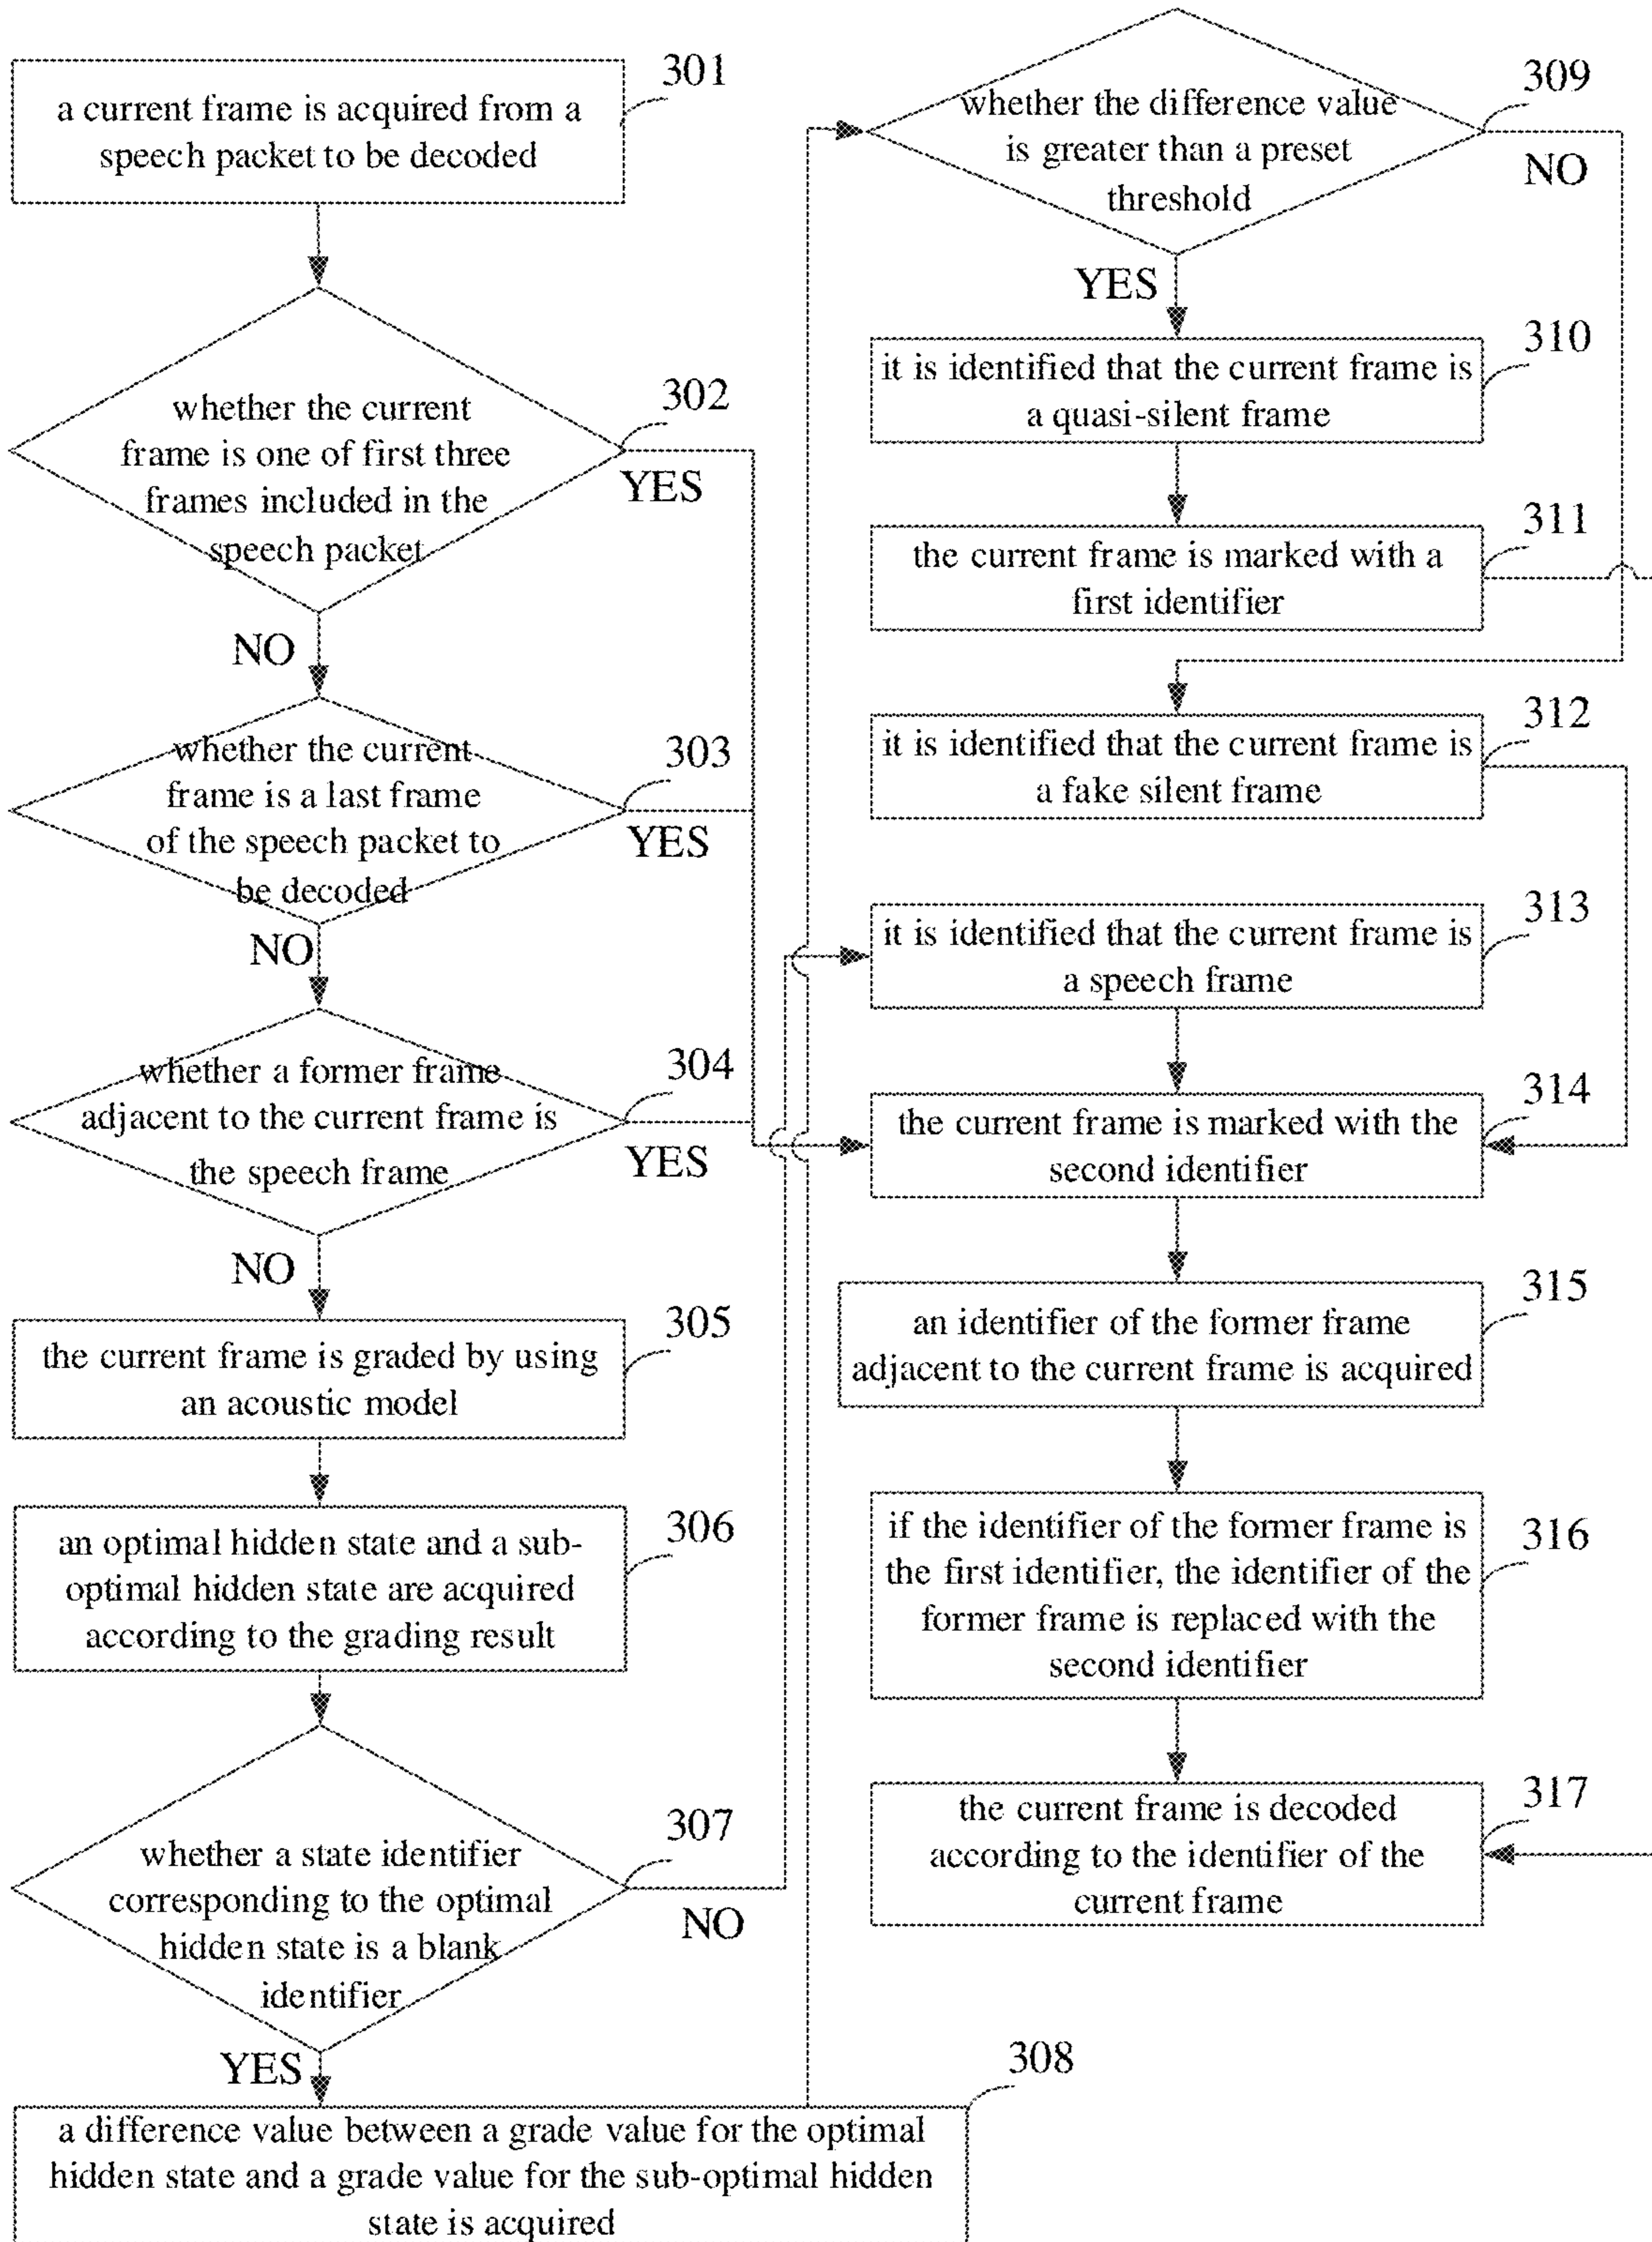 301
a current frame is acquired from a
speech packet to be decoded
302
whether the current
frame is one of first three
frames included in the
speech packet
YES
NO
303
whether the current
frame is a last frame
of the speech packet to
be decoded
YES
NO
304
whether a former frame
adjacent to the current frame is
the speech frame
YES
NO
305
the current frame is graded by using
an acoustic model
306
an optimal hidden state and a sub-
optimal hidden state are acquired
according to the grading result
307
whether a state identifier
corresponding to the optimal
hidden state is a blank
identifier
NO
YES
308
a difference value between a grade value for the optimal
hidden state and a grade value for the sub-optimal hidden
state is acquired
309
whether the difference value
is greater than a preset
threshold
NO
YES
310
it is identified that the current frame is
a quasi-silent frame
311
the current frame is marked with a
first identifier
312
it is identified that the current frame is
a fake silent frame
313
it is identified that the current frame is
a speech frame
314
the current frame is marked with the
second identifier
315
an identifier of the former frame
adjacent to the current frame is acquired
316
if the identifier of the former frame is
the first identifier, the identifier of the
former frame is replaced with the
second identifier
317
the current frame is decoded
according to the identifier of the
current frame